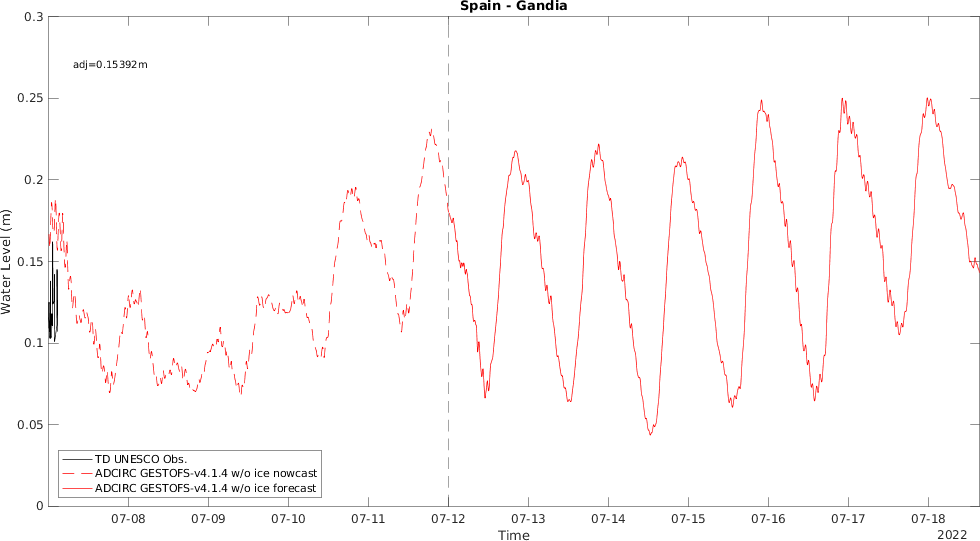 Spain - Gandia
0.3
adj=0.15392m
0.25
0.2
Water Level (m)
0.15
0.1
0.05
TD UNESCO Obs.
ADCIRC GESTOFS-v4.1.4 w/o ice nowcast
ADCIRC GESTOFS-v4.1.4 w/o ice forecast
0
07-08 07-09 07-10 07-11 07-12 07-13 07-14 07-15 07-16 07-17 07-18
Time
2022